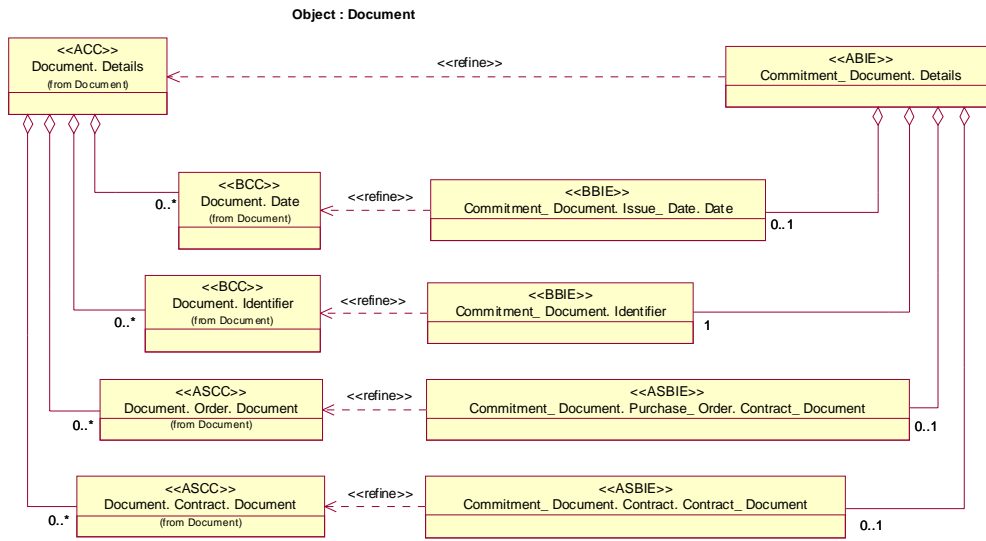 Object : Document
<<ACC>>
Document. Details
(from Document)
<<refine>>
<<ABIE>>
Commitment_ Document. Details
<<BCC>>
Document. Date
(from Document)
0..*
<<refine>>
<<BBIE>>
Commitment_ Document. Issue_ Date. Date
0..1
<<BCC>>
Document. Identifier
(from Document)
0..*
<<refine>>
<<BBIE>>
Commitment_ Document. Identifier
1
<<ASCC>>
Document. Order. Document
(from Document)
0..*
<<refine>>
<<ASBIE>>
Commitment_ Document. Purchase_ Order. Contract_ Document
0..1
<<ASCC>>
Document. Contract. Document
(from Document)
0..*
<<refine>>
<<ASBIE>>
Commitment_ Document. Contract. Contract_ Document
0..1